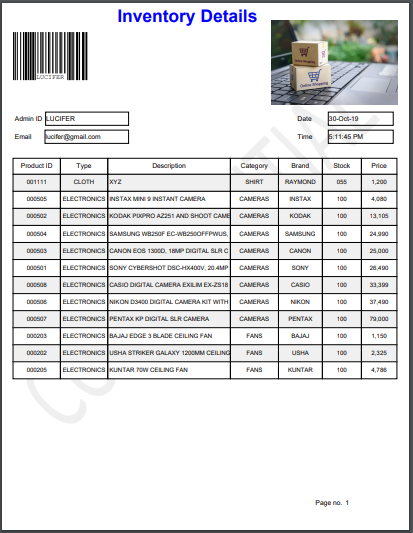 Inventory Details
LUCIFER
Online Shopping
Online Shopping
Admin ID LUCIFER Date 30-Oct-19
Email lucifer@gmail.com Time 5:11:45 PM
Product ID Type Description Category Brand Stock Price
001111 CLOTH XYZ SHIRT RAYMOND 055 1,200
000505 ELECTRONICS INSTAX MINI 9 INSTANT CAMERA CAMERAS INSTAX 100 4,080
000502 ELECTRONICS KODAK PIXPRO AZ251 AND SHOOT CAME CAMERAS KODAK 100 13,105
000504 ELECTRONICS SAMSUNG WB250F EC-WB250OFFPWUS, CAMERAS SAMSUNG 100 24,990
000503 ELECTRONICS CANON EOS 1300D, 18MP DIGITAL SLR C CAMERAS CANON 100 25,000
000501 ELECTRONICS SONY CYBERSHOT DSC-HX400V, 20.4MP CAMERAS SONY 100 26,490
000508 ELECTRONICS CASIO DIGITAL CAMERA EXILIM EX-ZS18 CAMERAS CASIO 100 33,399
000506 ELECTRONICS NIKON D3400 DIGITAL CAMERA KIT WITH CAMERAS NIKON 100 37,490
000507 ELECTRONICS PENTAX KP DIGITAL SLR CAMERA CAMERAS PENTAX 100 79,000
000203 ELECTRONICS BAJAJ EDGE 3 BLADE CEILING FAN FANS BAJAJ 100 1,150
000202 ELECTRONICS USHA STRIKER GALAXY 1200MM CEILING FANS USHA 100 2,325
000205 ELECTRONICS KUNTAR 70W CEILING FAN FANS KUNTAR 100 4,786
Page no. 1